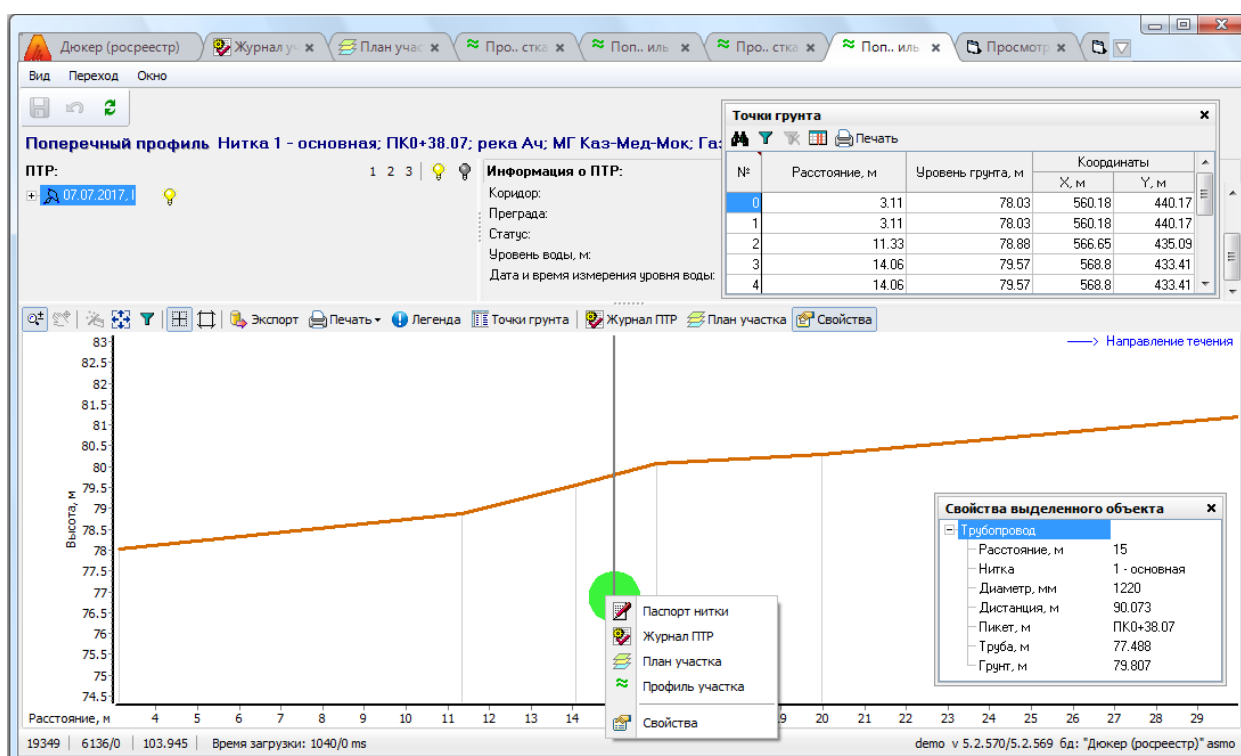 Дюкер (росреестр) Журнал уч План учас Про.. стка Поп.. иль Про.. стка Поп.. иль Просмотр
Вид Переход Окно
Поперечный профиль Нитка 1 - основная; ПК0+38.07; река Ач; МГ Каз-Мед-Мок; Газ
ПТР: 1 2 3
07.07.2017,
Информация о ПТР:
Коридор:
Преграда:
Статус:
Уровень воды, м:
Дата и время измерения уровня воды:
Точки грунта
Печать
№ Расстояние, м Уровень грунта, м Координаты
X, м Y, м
0 3.11 78.03 560.18 440.17
1 3.11 78.03 560.18 440.17
2 11.33 78.88 566.65 435.09
3 14.06 79.57 568.8 433.41
4 14.06 79.57 568.8 433.41
Экспорт Печать Легенда Точки грунта Журнал ПТР План участка Свойства
Направление течения
Высота, м
83
82.5
82
81.5
81
80.5
80
79.5
79
78.5
78
77.5
77
76.5
76
75.5
75
74.5
Свойства выделенного объекта
Трубопровод
Расстояние, м 15
Нитка 1 - основная
Диаметр, мм 1220
Дистанция, м 90.073
Пикет, м ПК0+38.07
Труба, м 77.488
Грунт, м 79.807
Паспорт нитки
Журнал ПТР
План участка
Профиль участка
Свойства
Расстояние, м 4 5 6 7 8 9 10 11 12 13 14 9 20 21 22 23 24 25 26 27 28 29
19349 6136/0 103.945 Время загрузки: 1040/0 ms demo v 5.2.570/5.2.569 бд: "Дюкер (росреестр)" asmo